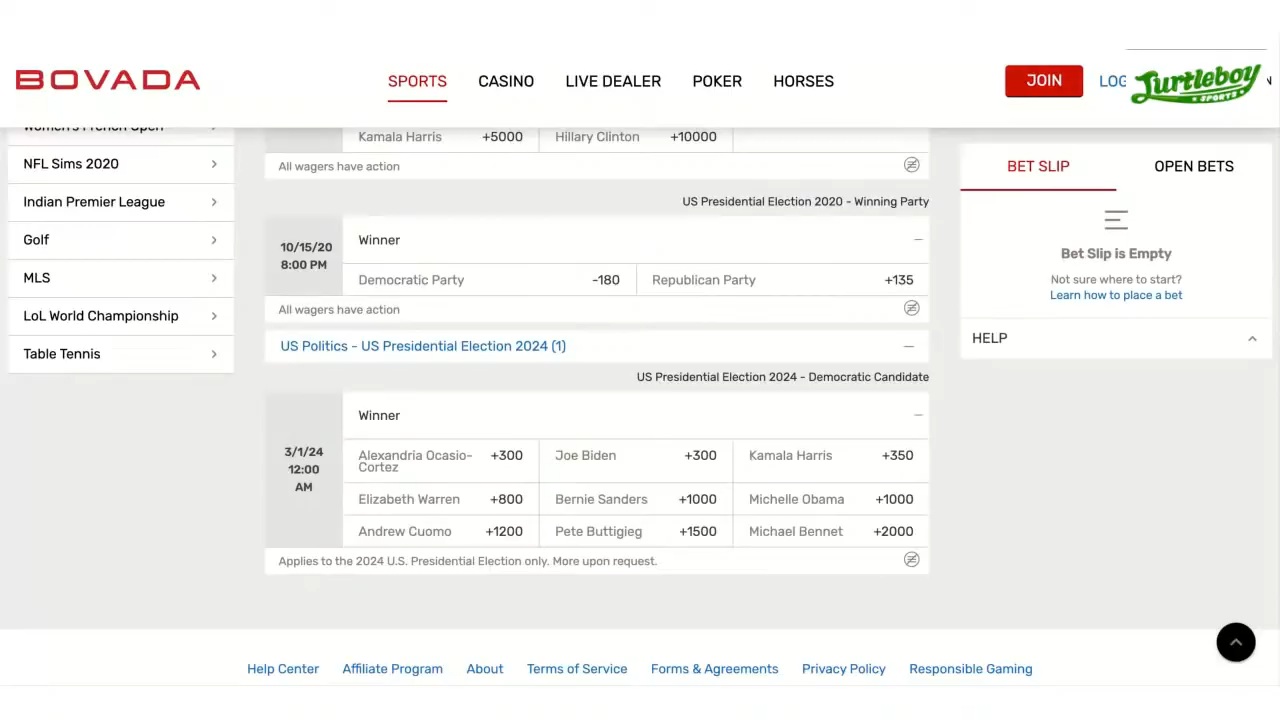 BOVADA
SPORTS CASINO LIVE DEALER POKER HORSES
JOIN LOG
Turtleboy
SPORTS
Women's French Open
NFL Sims 2020
Indian Premier League
Golf
MLS
LoL World Championship
Table Tennis
Kamala Harris +5000 Hillary Clinton +10000
All wagers have action
US Presidential Election 2020 - Winning Party
10/15/20
8:00 PM
Winner
Democratic Party -180 Republican Party +135
All wagers have action
US Politics - US Presidential Election 2024 (1)
US Presidential Election 2024 - Democratic Candidate
3/1/24
12:00
AM
Winner
Alexandria Ocasio-
Cortez +300 Joe Biden +300 Kamala Harris +350
Elizabeth Warren +800 Bernie Sanders +1000 Michelle Obama +1000
Andrew Cuomo +1200 Pete Buttigieg +1500 Michael Bennet +2000
Applies to the 2024 U.S. Presidential Election only. More upon request.
BET SLIP OPEN BETS
Bet Slip is Empty
Not sure where to start?
Learn how to place a bet
HELP
Help Center Affiliate Program About Terms of Service Forms & Agreements Privacy Policy Responsible Gaming